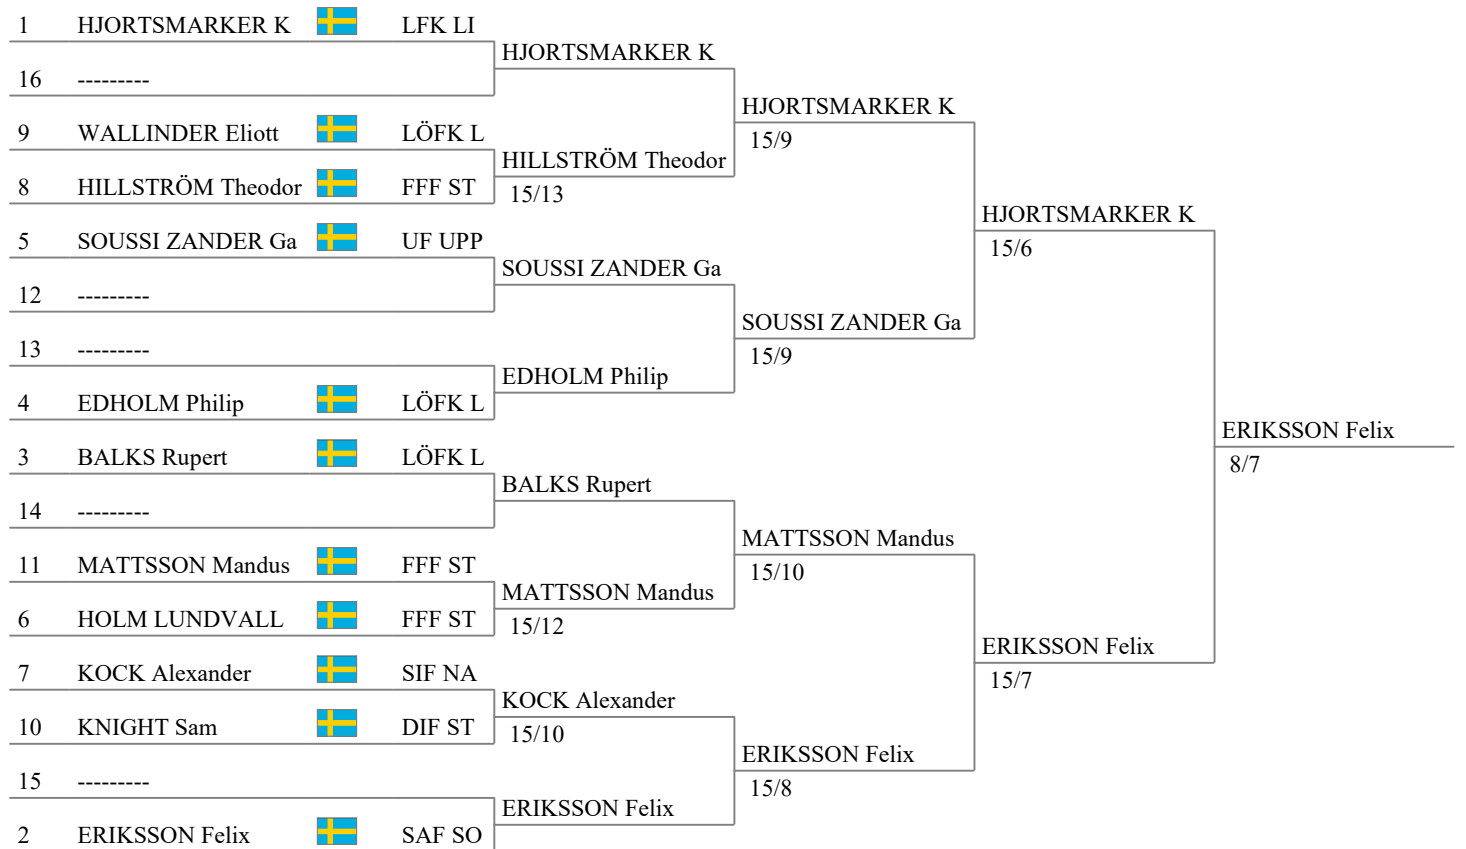 1 HJORTSMARKER K LFK LI
16 ---------
9 WALLINDER Eliott LÖFK L
8 HILLSTRÖM Theodor FFF ST
5 SOUSSI ZANDER Ga UF UPP
12 ---------
13 ---------
4 EDHOLM Philip LÖFK L
3 BALKS Rupert LÖFK L
14 ---------
11 MATTSSON Mandus FFF ST
6 HOLM LUNDVALL FFF ST
7 KOCK Alexander SIF NA
10 KNIGHT Sam DIF ST
15 ---------
2 ERIKSSON Felix SAF SO
HJORTSMARKER K
HILLSTRÖM Theodor
15/13
SOUSSI ZANDER Ga
EDHOLM Philip
BALKS Rupert
MATTSSON Mandus
15/12
KOCK Alexander
15/10
ERIKSSON Felix
HJORTSMARKER K
15/9
SOUSSI ZANDER Ga
15/9
MATTSSON Mandus
15/10
ERIKSSON Felix
15/8
HJORTSMARKER K
15/6
ERIKSSON Felix
15/7
ERIKSSON Felix
8/7